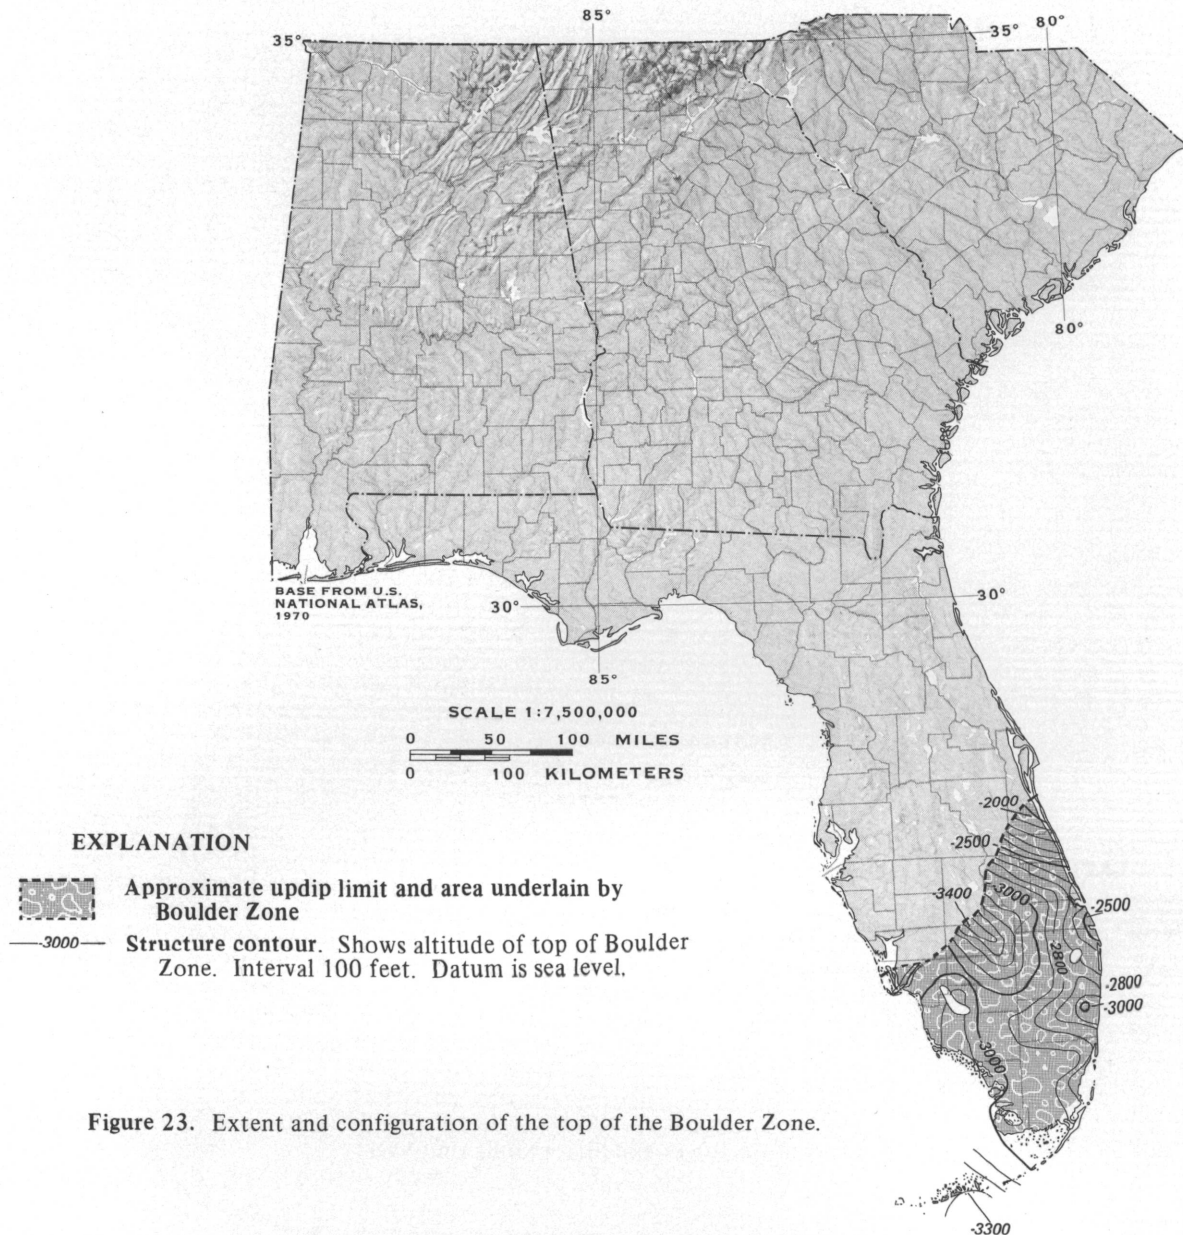 85°
35°
35°
80°
80°
BASE FROM U.S.
NATIONAL ATLAS,
1970
30°
30°
85°
SCALE 1:7,500,000
0 50 100 MILES
0 100 KILOMETERS
-2000
-2500
-3400
-3000
-2500
2800
-2800
-3000
3000
-3300
EXPLANATION
Approximate updip limit and area underlain by
Boulder Zone
-3000
Structure contour. Shows altitude of top of Boulder
Zone. Interval 100 feet. Datum is sea level.
Figure 23. Extent and configuration of the top of the Boulder Zone.